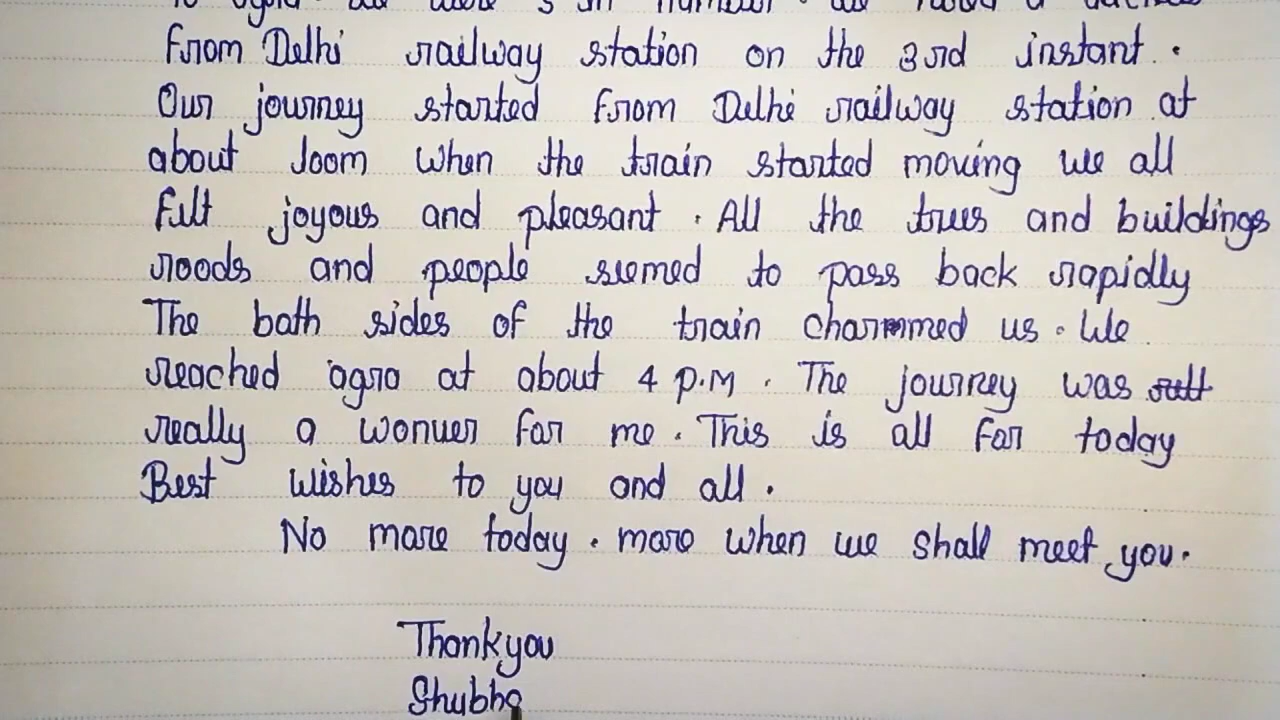 From Delhi railway station on the 3rd instant.
Our journey started from Delhi railway station at
about when the train started moving we all
felt joyous and pleasant. All the trees and buildings
roods and people seemed to pass back rapidly
The bath sides of the train charmmed us. We
reached agra at about 4 p.M. The journey was
really a wonuer for me. This is all for today
Best wishes to you and all.
No more today. more when we shall meet you.
Thankyou
Shubha